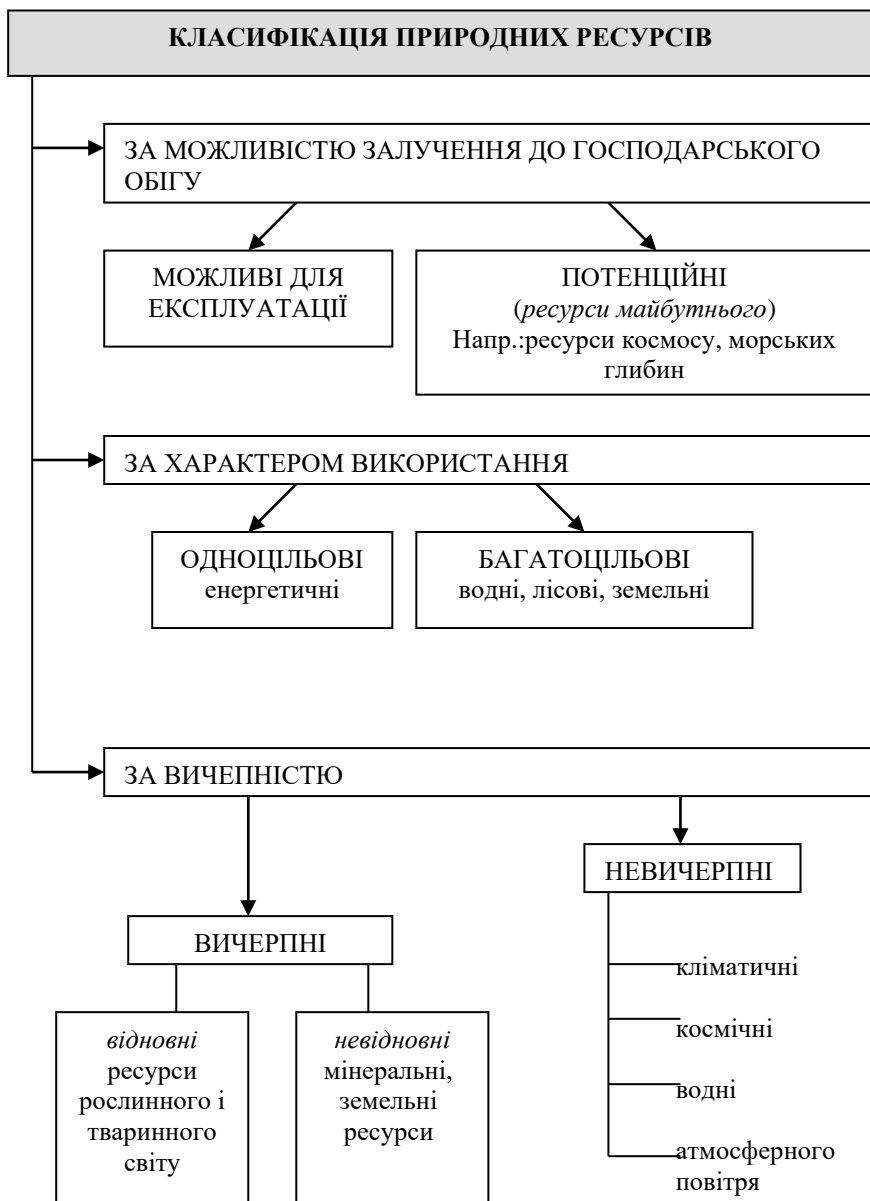 КЛАСИФІКАЦІЯ ПРИРОДНИХ РЕСУРСІВ
ЗА МОЖЛИВІСТЮ ЗАЛУЧЕННЯ ДО ГОСПОДАРСЬКОГО
ОБІГУ
МОЖЛИВІ ДЛЯ
ЕКСПЛУАТАЦІЇ
ПОТЕНЦІЙНІ
(ресурси майбутнього)
Напр.:ресурси космосу, морських
глибин
ЗА ХАРАКТЕРОМ ВИКОРИСТАННЯ
ОДНОЦІЛЬОВІ
енергетичні
БАГАТОЦІЛЬОВІ
водні, лісові, земельні
ЗА ВИЧЕПНІСТЮ
ВИЧЕРПНІ
відновні
ресурси
рослинного і
тваринного
світу
невідновні
мінеральні,
земельні
ресурси
НЕВИЧЕРПНІ
кліматичні
космічні
водні
атмосферного
повітря